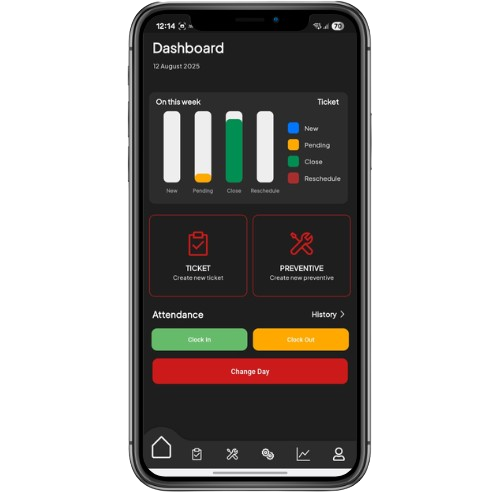 12:14
70
Dashboard
12 August 2025
On this week
Ticket
New
Pending
Close
Reschedule
New
Pending
Close
Reschedule
TICKET
Create new ticket
PREVENTIVE
Create new preventive
Attendance
History >
Clock In
Clock Out
Change Day